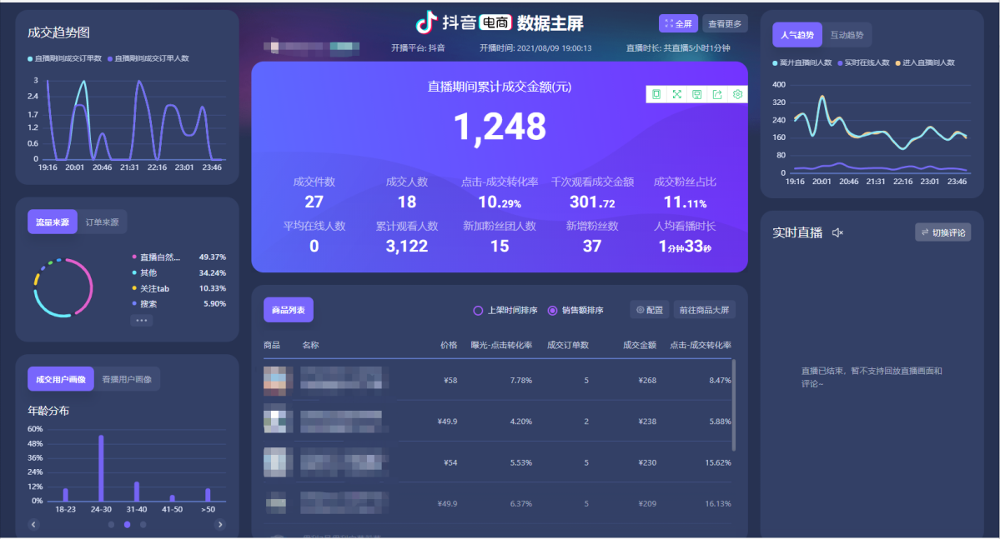 抖音电商 数据主屏
全屏
查看更多
开播平台: 抖音
开播时间: 2021/08/09 19:00:13
直播时长: 共直播5小时1分钟
成交趋势图
直播期间成交订单数
直播期间成交订单人数
3
2.4
1.7
1.2
0.6
0
19:16 20:01 20:46 21:31 22:16 23:01 23:46
流量来源
订单来源
直播自然... 49.37%
其他 34.24%
关注tab 10.33%
搜索 5.90%
...
成交用户画像
看播用户画像
年龄分布
60%
48%
36%
24%
12%
0%
18-23 24-30 31-40 41-50 >50
直播期间累计成交金额(元)
1,248
成交件数 成交人数 点击-成交转化率 千次观看成交金额 成交粉丝占比
27 18 10.29% 301.72 11.11%
平均在线人数 累计观看人数 新加粉丝团人数 新增粉丝数 人均看播时长
0 3,122 15 37 1分钟33秒
商品列表
上架时间排序
销售额排序
配置
前往商品大屏
商品 名称 价格 曝光-点击转化率 成交订单数 成交金额 点击-成交转化率
¥58 7.78% 5 ¥268 8.47%
¥49.9 4.20% 2 ¥238 5.88%
¥54 5.53% 5 ¥230 15.62%
¥49.9 6.37% 5 ¥209 16.13%
人气趋势
互动趋势
离开直播间人数
实时在线人数
进入直播间人数
400
320
240
160
80
0
19:16 20:01 20:46 21:31 22:16 23:01 23:46
实时直播
切换评论
直播已结束，暂不支持回放直播画面和
评论~